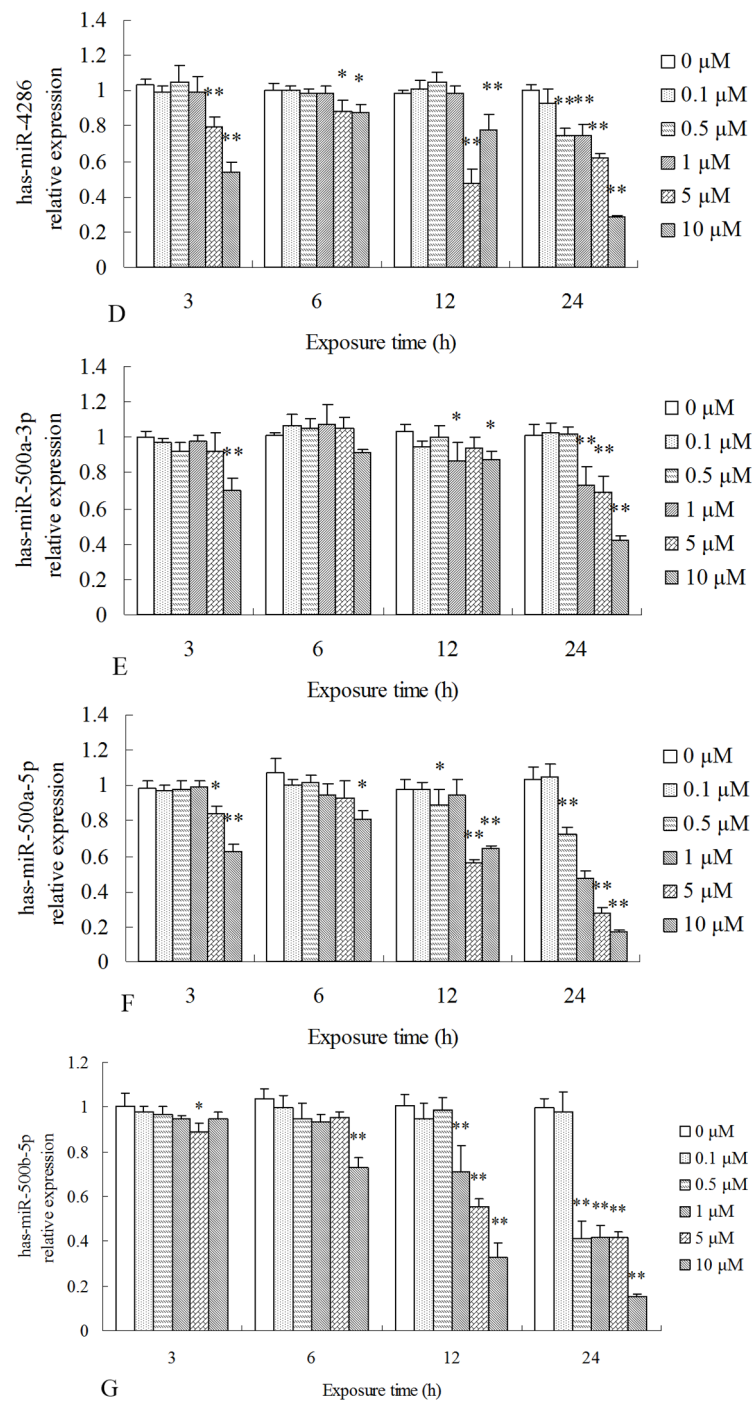 1.4
1.2
1
0.8
0.6
0.4
0.2
0
has-miR-4286
relative expression
** ** * * ** ** ** ** ** **
0 μM
0.1 μM
0.5 μM
1 μM
5 μM
10 μM
3 6 12 24
D
Exposure time (h)
1.4
1.2
1
0.8
0.6
0.4
0.2
0
has-miR-500a-3p
relative expression
** * * ** ** **
0 μM
0.1 μM
0.5 μM
1 μM
5 μM
10 μM
3 6 12 24
E
Exposure time (h)
1.4
1.2
1
0.8
0.6
0.4
0.2
0
has-miR-500a-5p
relative expression
* ** * * ** ** ** ** **
0 μM
0.1 μM
0.5 μM
1 μM
5 μM
10 μM
3 6 12 24
F
Exposure time (h)
1.2
1
0.8
0.6
0.4
0.2
0
has-miR-500b-5p
relative expression
* ** ** ** ** ** ** ** **
0 μM
0.1 μM
0.5 μM
1 μM
5 μM
10 μM
3 6 12 24
G
Exposure time (h)